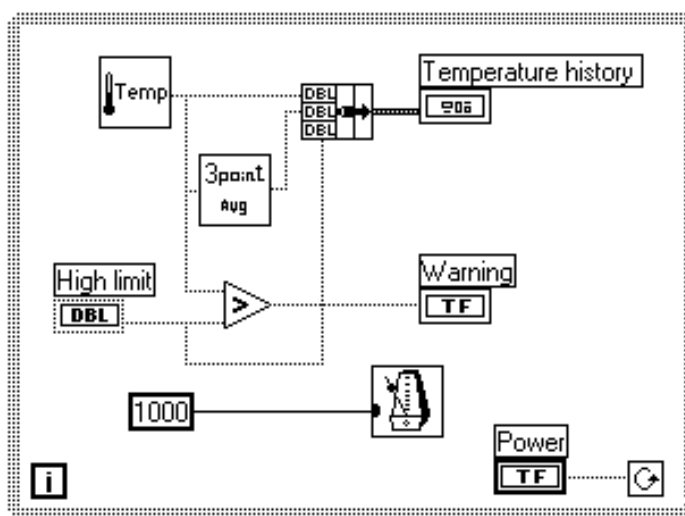 Temp
DBL
DBL
DBL
Temperature history
3point
Avg
High limit
DBL
>
Warning
TF
1000
Power
TF
i